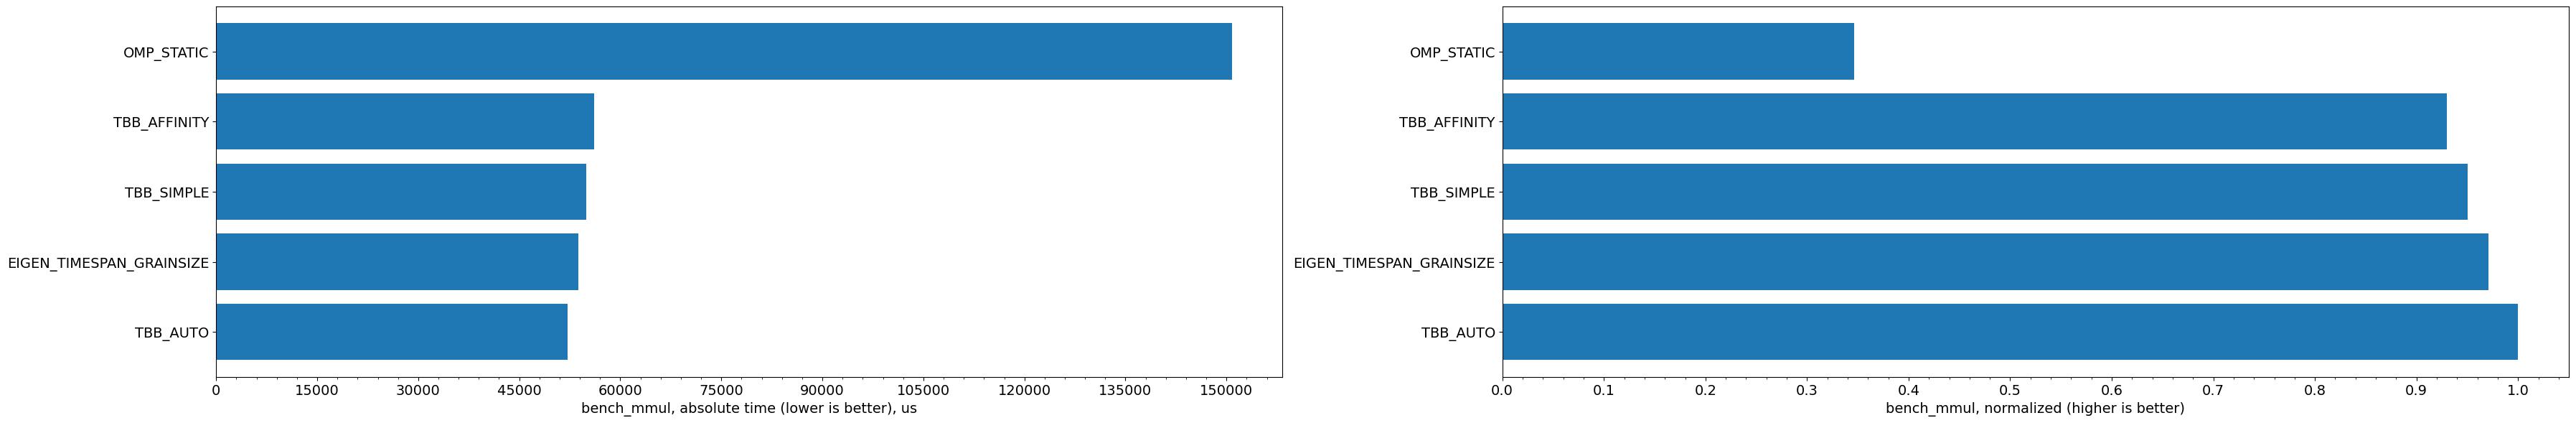 OMP_STATIC
TBB_AFFINITY
TBB_SIMPLE
EIGEN_TIMESPAN_GRAINSIZE
TBB_AUTO
0 15000 30000 45000 60000 75000 90000 105000 120000 135000 150000
bench_mmul, absolute time (lower is better), us
OMP_STATIC
TBB_AFFINITY
TBB_SIMPLE
EIGEN_TIMESPAN_GRAINSIZE
TBB_AUTO
0.0 0.1 0.2 0.3 0.4 0.5 0.6 0.7 0.8 0.9 1.0
bench_mmul, normalized (higher is better)